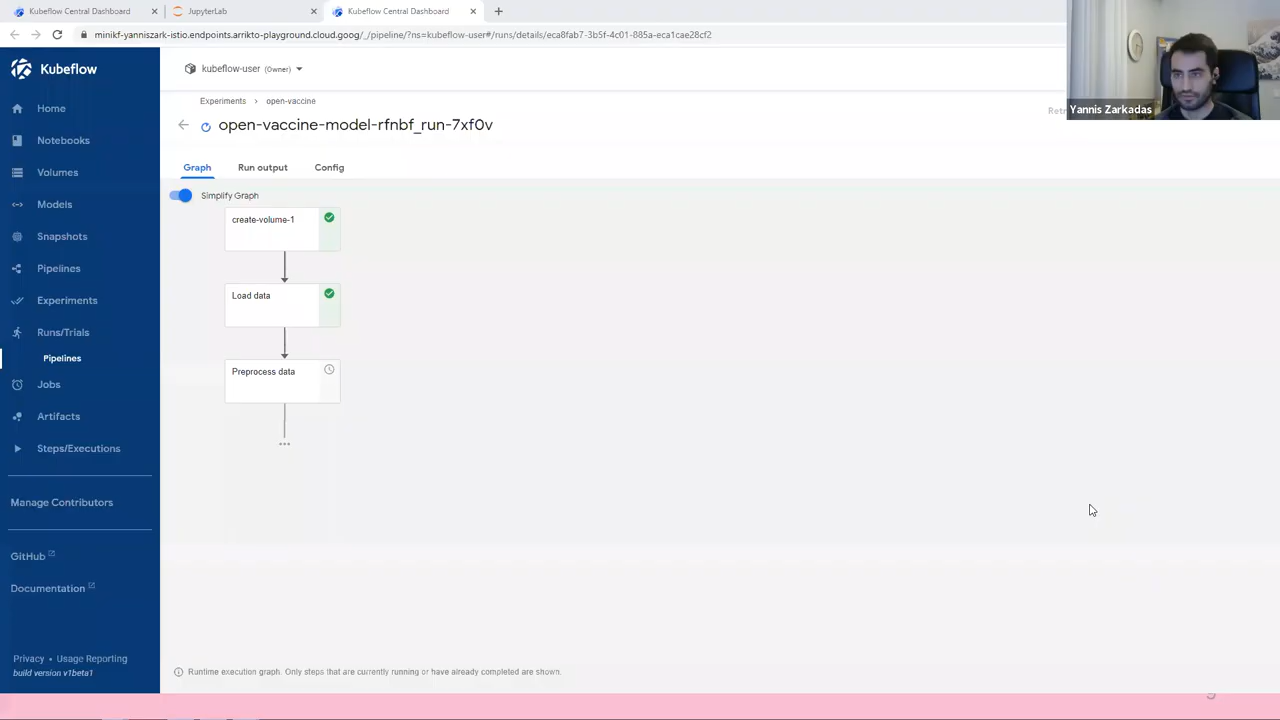 Kubeflow Central Dashboard
JupyterLab
Kubeflow Central Dashboard
minikf-yanniszark-istio.endpoints.arrikto-playground.cloud.goog/_/pipeline/?ns=kubeflow-user#/runs/details/eca8fab7-3b5f-4c01-885a-eca1cae28cf2
Kubeflow
kubeflow-user (Owner)
Home
Notebooks
Volumes
Models
Snapshots
Pipelines
Experiments
Runs/Trials
Pipelines
Jobs
Artifacts
Steps/Executions
Manage Contributors
GitHub
Documentation
Privacy • Usage Reporting
build version v1beta1
Experiments > open-vaccine
open-vaccine-model-rfnbf_run-7xf0v
Yannis Zarkadas
Graph
Run output
Config
Simplify Graph
create-volume-1
Load data
Preprocess data
Runtime execution graph. Only steps that are currently running or have already completed are shown.